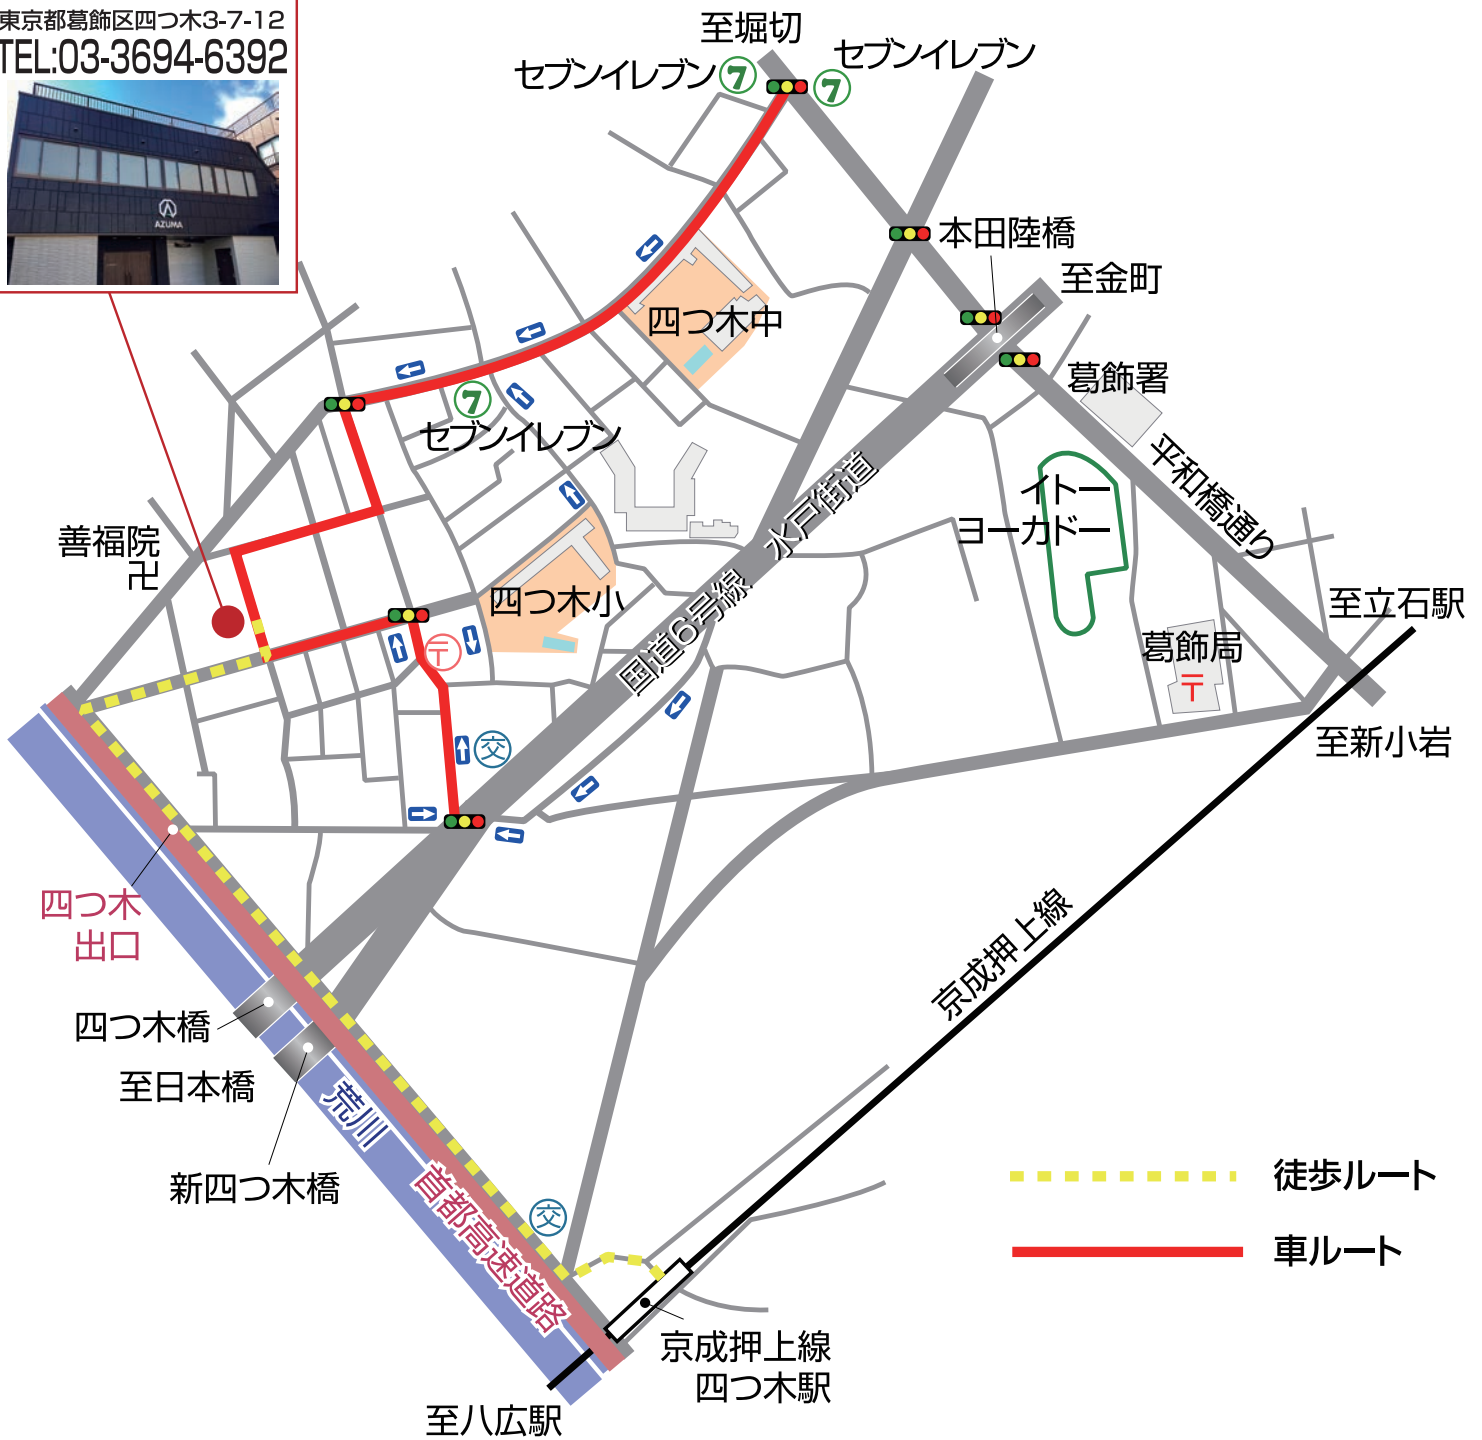 東京都葛飾区四つ木3-7-12
TEL:03-3694-6392
AZUMA
至堀切
セブンイレブン
7
7
セブンイレブン
本田陸橋
至金町
四つ木中
葛飾署
7
セブンイレブン
平和橋通り
イトー
ヨーカドー
水戸街道
善福院
卍
四つ木小
国道6号線
至立石駅
〒
葛飾局
〒
至新小岩
交
四つ木
出口
京成押上線
四つ木橋
至日本橋
荒川
新四つ木橋
首都高速道路
交
徒歩ルート
車ルート
京成押上線
四つ木駅
至八広駅